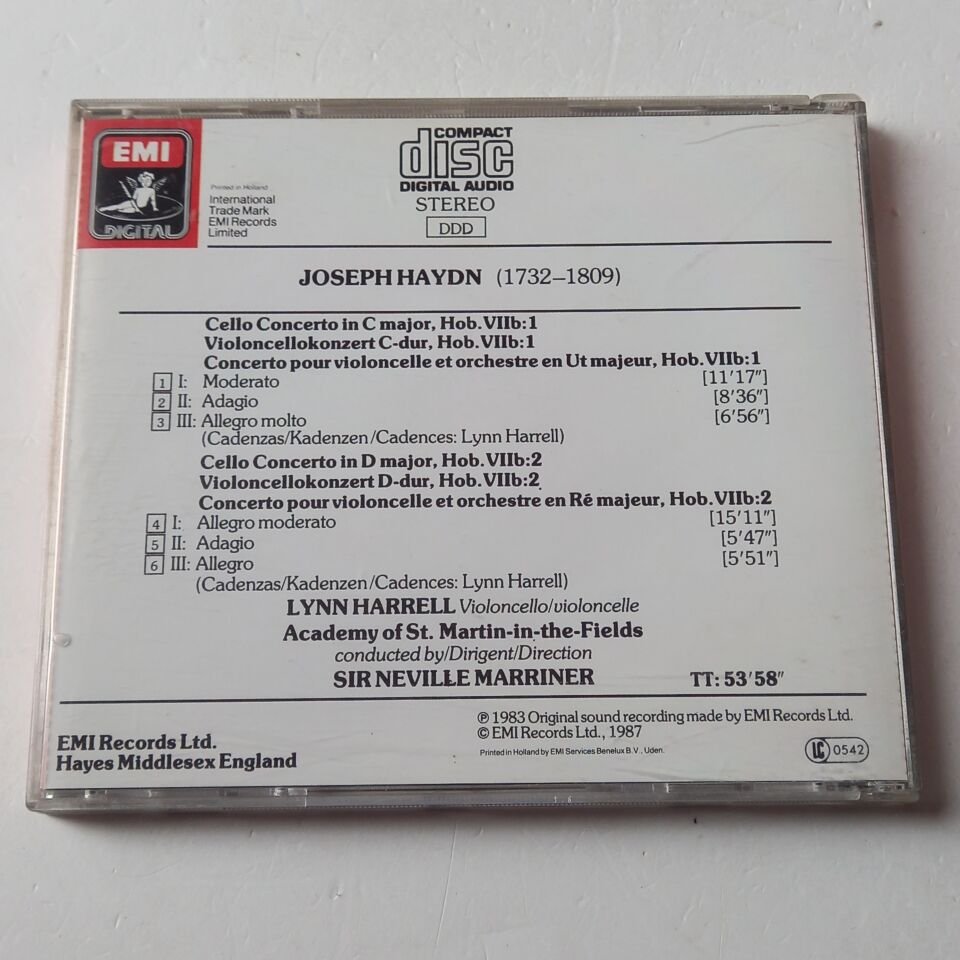 EMI
DIGITAL
Printed in Holland
International
Trade Mark
EMI Records
Limited
COMPACT
disc
DIGITAL AUDIO
STEREO
DDD
JOSEPH HAYDN (1732–1809)
Cello Concerto in C major, Hob. VIIb:1
Violoncellokonzert C-dur, Hob. VIIb:1
Concerto pour violoncelle et orchestre en Ut majeur, Hob. VIIb:1
1 I: Moderato [11'17"]
2 II: Adagio [8'36"]
3 III: Allegro molto [6'56"]
(Cadenzas/Kadenzen/Cadences: Lynn Harrell)
Cello Concerto in D major, Hob. VIIb:2
Violoncellokonzert D-dur, Hob. VIIb:2
Concerto pour violoncelle et orchestre en Ré majeur, Hob. VIIb:2
4 I: Allegro moderato [15'11"]
5 II: Adagio [5'47"]
6 III: Allegro [5'51"]
(Cadenzas/Kadenzen/Cadences: Lynn Harrell)
LYNN HARRELL Violoncello/violoncelle
Academy of St. Martin-in-the-Fields
conducted by/Dirigent/Direction
SIR NEVILLE MARRINER TT: 53'58"
℗ 1983 Original sound recording made by EMI Records Ltd.
© EMI Records Ltd., 1987
Printed in Holland by EMI Services Benelux B.V., Uden.
EMI Records Ltd.
Hayes Middlesex England
LC 0542